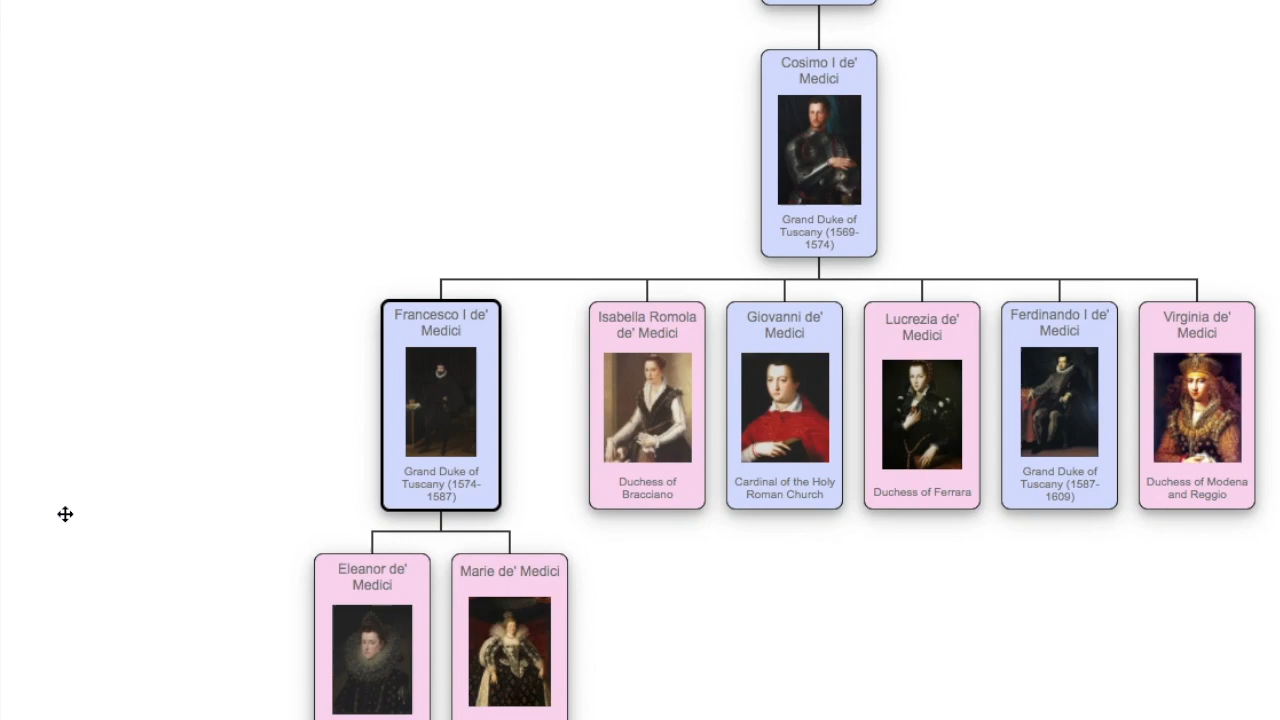 Cosimo I de'
Medici
Grand Duke of
Tuscany (1569-
1574)
Francesco I de'
Medici
Grand Duke of
Tuscany (1574-
1587)
Isabella Romola
de' Medici
Duchess of
Bracciano
Giovanni de'
Medici
Cardinal of the Holy
Roman Church
Lucrezia de'
Medici
Duchess of Ferrara
Ferdinando I de'
Medici
Grand Duke of
Tuscany (1587-
1609)
Virginia de'
Medici
Duchess of Modena
and Reggio
Eleanor de'
Medici
Marie de' Medici